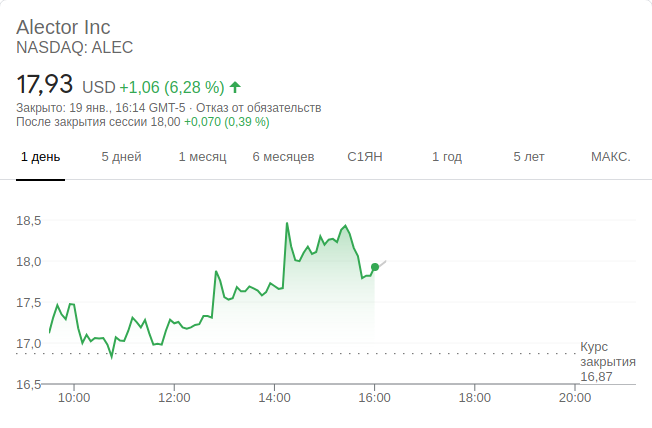 Alector Inc
NASDAQ: ALEC
17,93 USD +1,06 (6,28 %)
Закрыто: 19 янв., 16:14 GMT-5 · Отказ от обязательств
После закрытия сессии 18,00 +0,070 (0,39 %)
1 день 5 дней 1 месяц 6 месяцев С1ЯН 1 год 5 лет МАКС.
18,5
18,0
17,5
17,0
Курс
закрытия
16,87
16,5
10:00 12:00 14:00 16:00 18:00 20:00